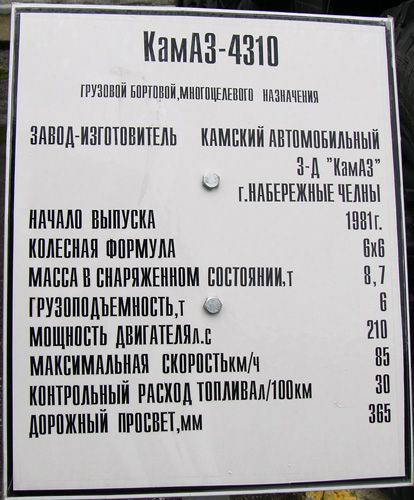 КамАЗ-4310
ГРУЗОВОЙ БОРТОВОЙ,МНОГОЦЕЛЕВОГО НАЗНАЧЕНИЯ
ЗАВОД-ИЗГОТОВИТЕЛЬ КАМСКИЙ АВТОМОБИЛЬНЫЙ
З-Д "КамАЗ"
г.НАБЕРЕЖНЫЕ ЧЕЛНЫ
НАЧАЛО ВЫПУСКА 1981г.
КОЛЕСНАЯ ФОРМУЛА 6х6
МАССА В СНАРЯЖЕННОМ СОСТОЯНИИ,т 8,7
ГРУЗОПОДЪЕМНОСТЬ,т 6
МОЩНОСТЬ ДВИГАТЕЛЯл.с 210
МАКСИМАЛЬНАЯ СКОРОСТЬкм/ч 85
КОНТРОЛЬНЫЙ РАСХОД ТОПЛИВАл/100км 30
ДОРОЖНЫЙ ПРОСВЕТ,мм 365